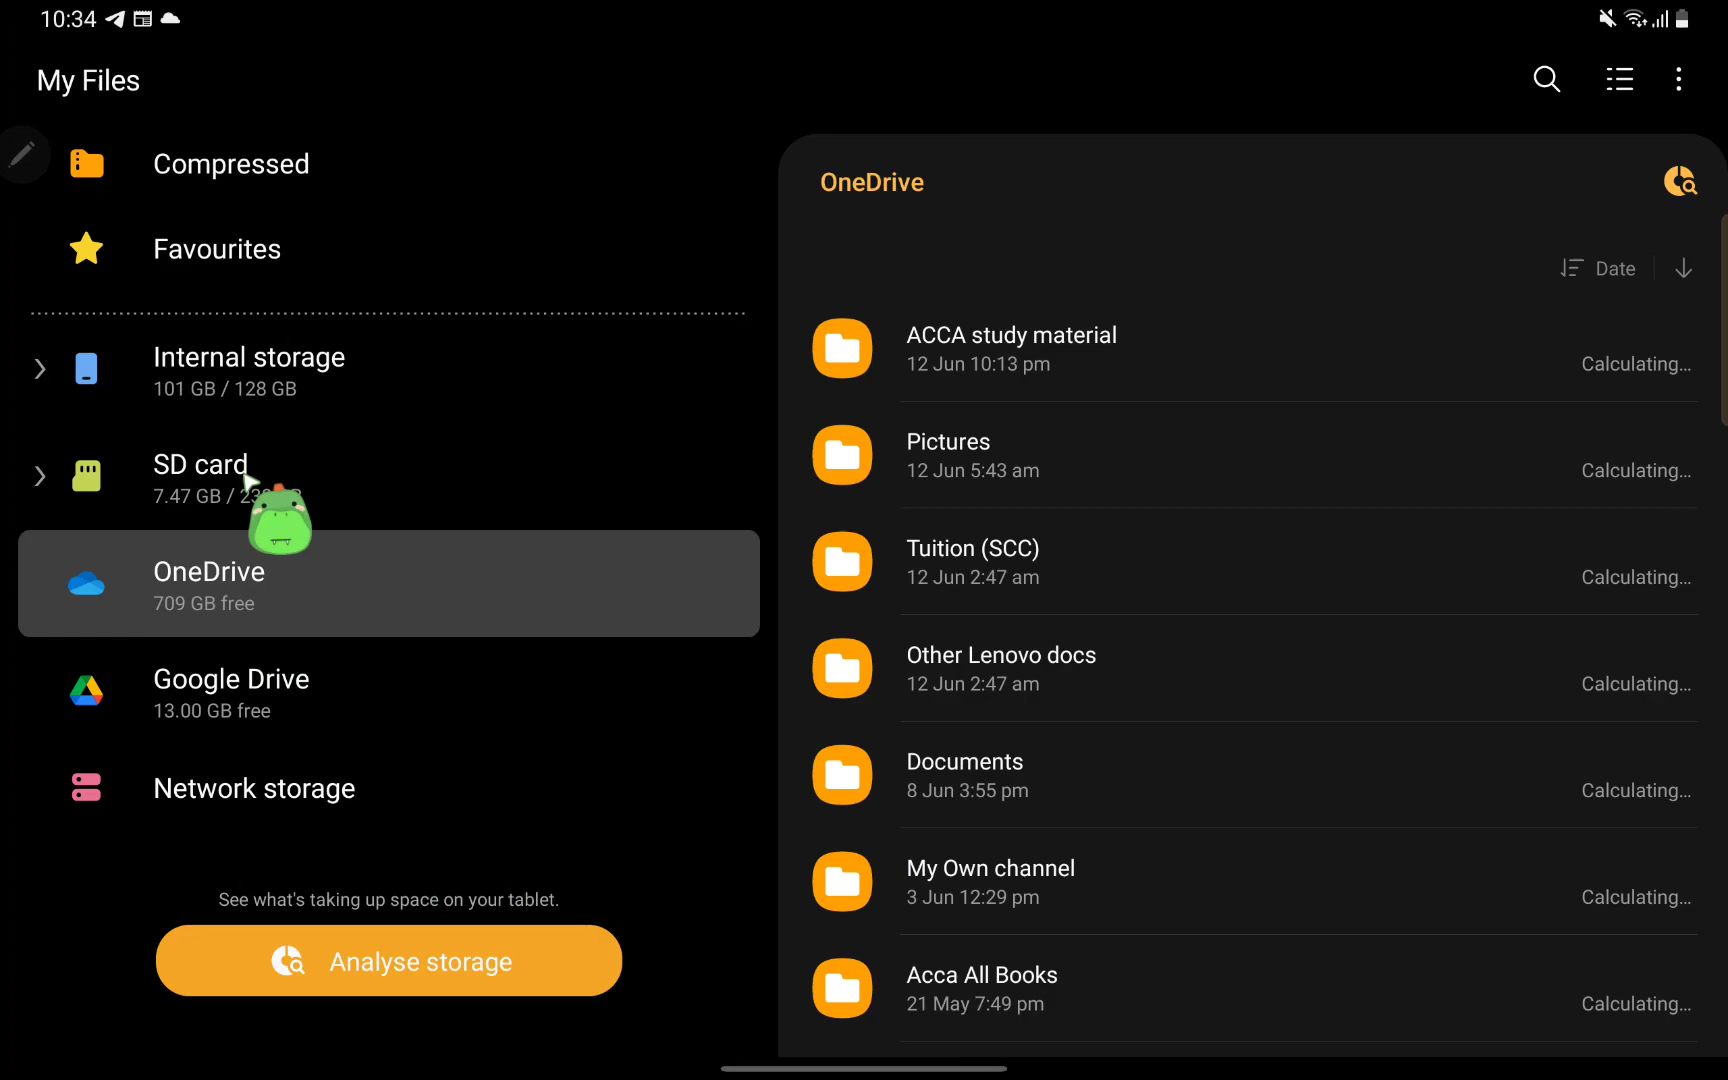 10:34
My Files
Compressed
Favourites
Internal storage
101 GB / 128 GB
SD card
7.47 GB /
OneDrive
709 GB free
Google Drive
13.00 GB free
Network storage
See what's taking up space on your tablet.
Analyse storage
OneDrive
Date
ACCA study material
12 Jun 10:13 pm
Calculating...
Pictures
12 Jun 5:43 am
Calculating...
Tuition (SCC)
12 Jun 2:47 am
Calculating...
Other Lenovo docs
12 Jun 2:47 am
Calculating...
Documents
8 Jun 3:55 pm
Calculating...
My Own channel
3 Jun 12:29 pm
Calculating...
Acca All Books
21 May 7:49 pm
Calculating...